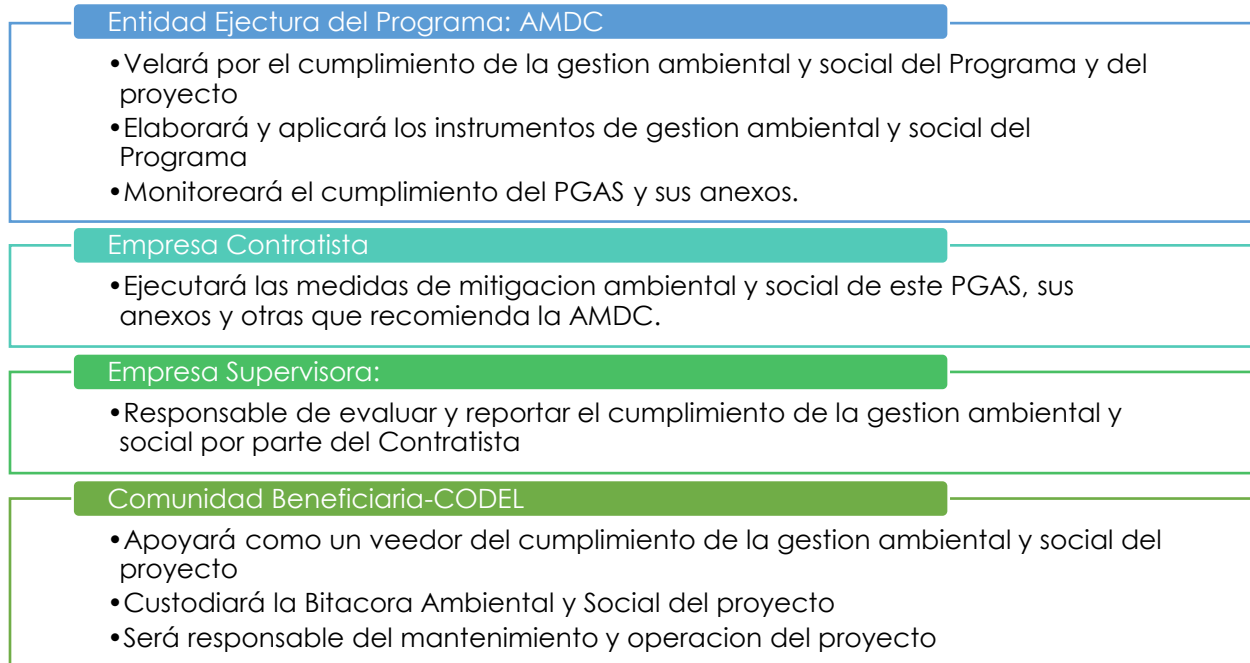 Entidad Ejectura del Programa: AMDC
•Velará por el cumplimiento de la gestion ambiental y social del Programa y del
proyecto
•Elaborará y aplicará los instrumentos de gestion ambiental y social del
Programa
•Monitoreará el cumplimiento del PGAS y sus anexos.
Empresa Contratista
•Ejecutará las medidas de mitigacion ambiental y social de este PGAS, sus
anexos y otras que recomienda la AMDC.
Empresa Supervisora:
•Responsable de evaluar y reportar el cumplimiento de la gestion ambiental y
social por parte del Contratista
Comunidad Beneficiaria-CODEL
•Apoyará como un veedor del cumplimiento de la gestion ambiental y social del
proyecto
•Custodiará la Bitacora Ambiental y Social del proyecto
•Será responsable del mantenimiento y operacion del proyecto